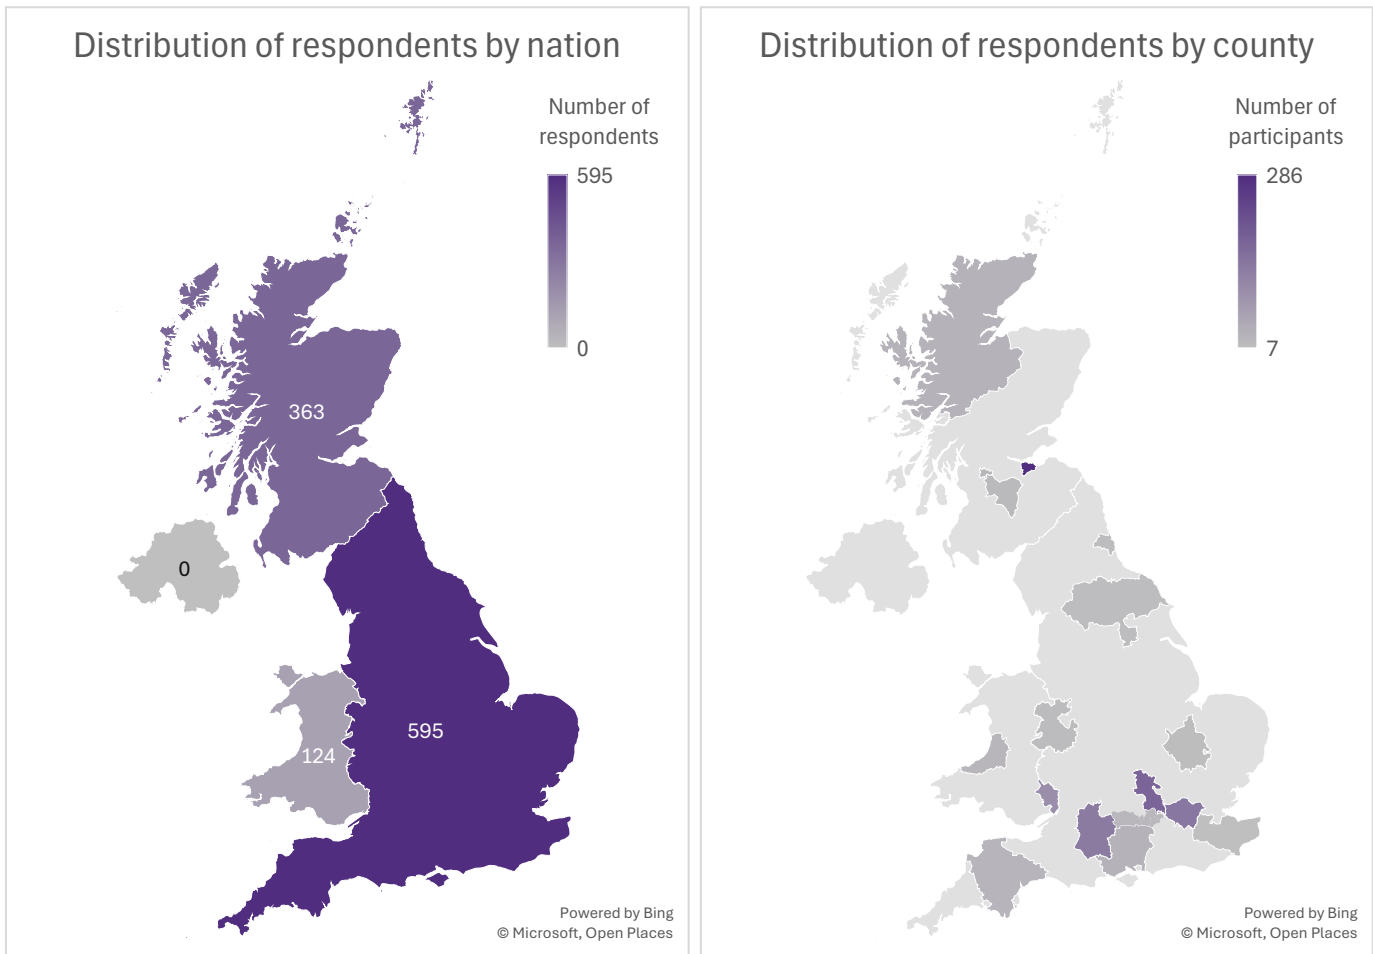 Distribution of respondents by nation
Number of
respondents
595
0
363
0
595
124
Powered by Bing
© Microsoft, Open Places
Distribution of respondents by county
Number of
participants
286
7
Powered by Bing
© Microsoft, Open Places